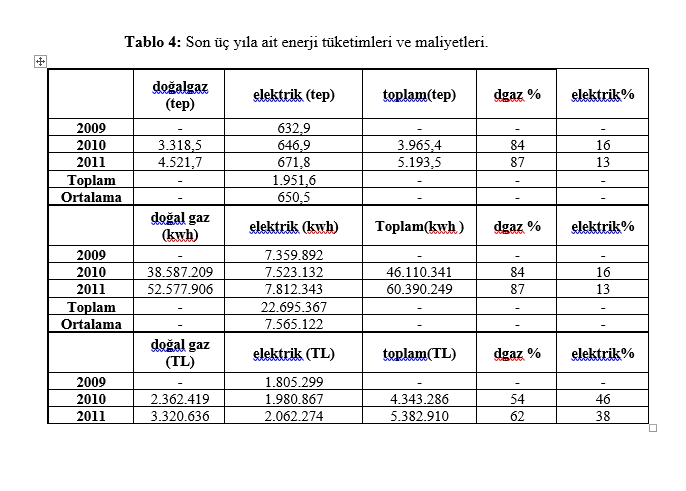 Tablo 4: Son üç yıla ait enerji tüketimleri ve maliyetleri.
doğalgaz (tep) elektrik (tep) toplam(tep) dgaz % elektrik%
2009 - 632,9 - - -
2010 3.318,5 646,9 3.965,4 84 16
2011 4.521,7 671,8 5.193,5 87 13
Toplam - 1.951,6 - - -
Ortalama - 650,5 - - -
doğal gaz (kwh) elektrik (kwh) Toplam(kwh ) dgaz % elektrik%
2009 - 7.359.892 - - -
2010 38.587.209 7.523.132 46.110.341 84 16
2011 52.577.906 7.812.343 60.390.249 87 13
Toplam - 22.695.367 - - -
Ortalama - 7.565.122 - - -
doğal gaz (TL) elektrik (TL) toplam(TL) dgaz % elektrik%
2009 - 1.805.299 - - -
2010 2.362.419 1.980.867 4.343.286 54 46
2011 3.320.636 2.062.274 5.382.910 62 38